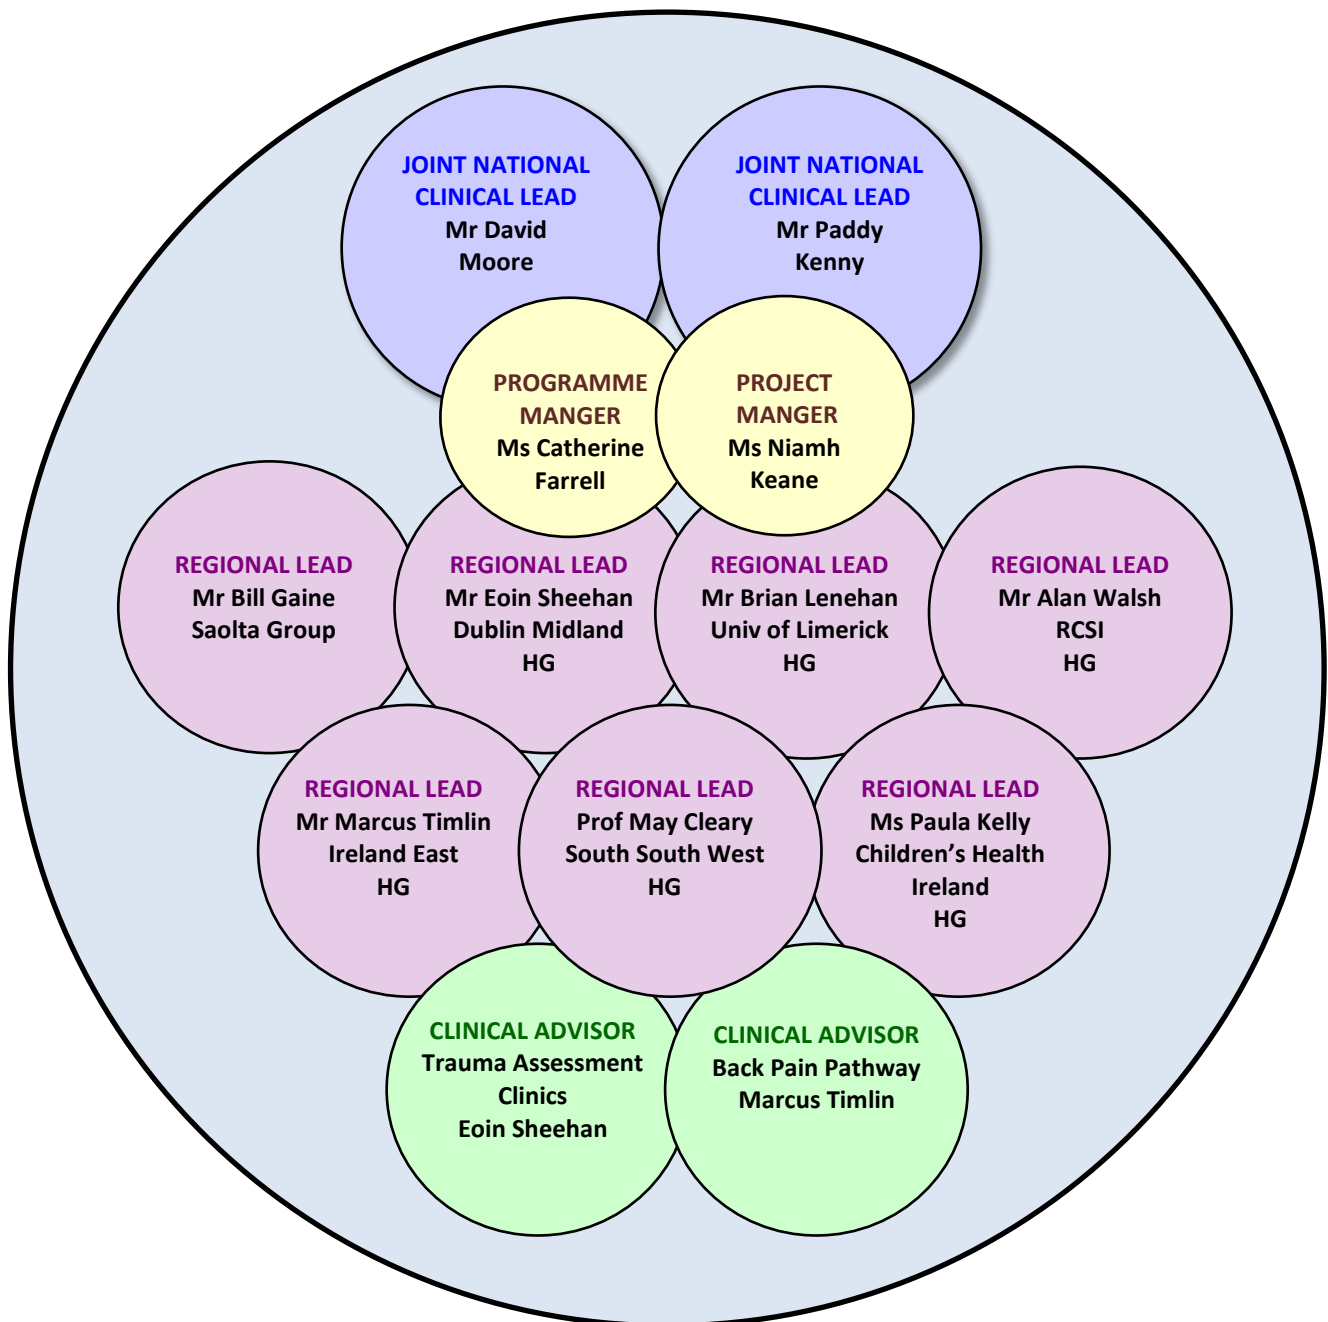 JOINT NATIONAL
CLINICAL LEAD
Mr David
Moore
JOINT NATIONAL
CLINICAL LEAD
Mr Paddy
Kenny
PROGRAMME
MANGER
Ms Catherine
Farrell
PROJECT
MANGER
Ms Niamh
Keane
REGIONAL LEAD
Mr Bill Gaine
Saolta Group
REGIONAL LEAD
Mr Eoin Sheehan
Dublin Midland
HG
REGIONAL LEAD
Mr Brian Lenehan
Univ of Limerick
HG
REGIONAL LEAD
Mr Alan Walsh
RCSI
HG
REGIONAL LEAD
Mr Marcus Timlin
Ireland East
HG
REGIONAL LEAD
Prof May Cleary
South South West
HG
REGIONAL LEAD
Ms Paula Kelly
Children’s Health
Ireland
HG
CLINICAL ADVISOR
Trauma Assessment
Clinics
Eoin Sheehan
CLINICAL ADVISOR
Back Pain Pathway
Marcus Timlin